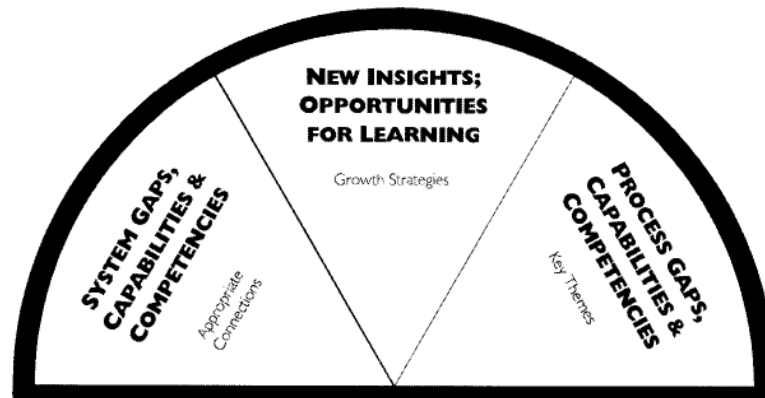 SYSTEM GAPS,
CAPABILITIES &
COMPETENCIES
Appropriate
Connections
NEW INSIGHTS;
OPPORTUNITIES
FOR LEARNING
Growth Strategies
PROCESS GAPS,
CAPABILITIES &
COMPETENCIES
Key Themes